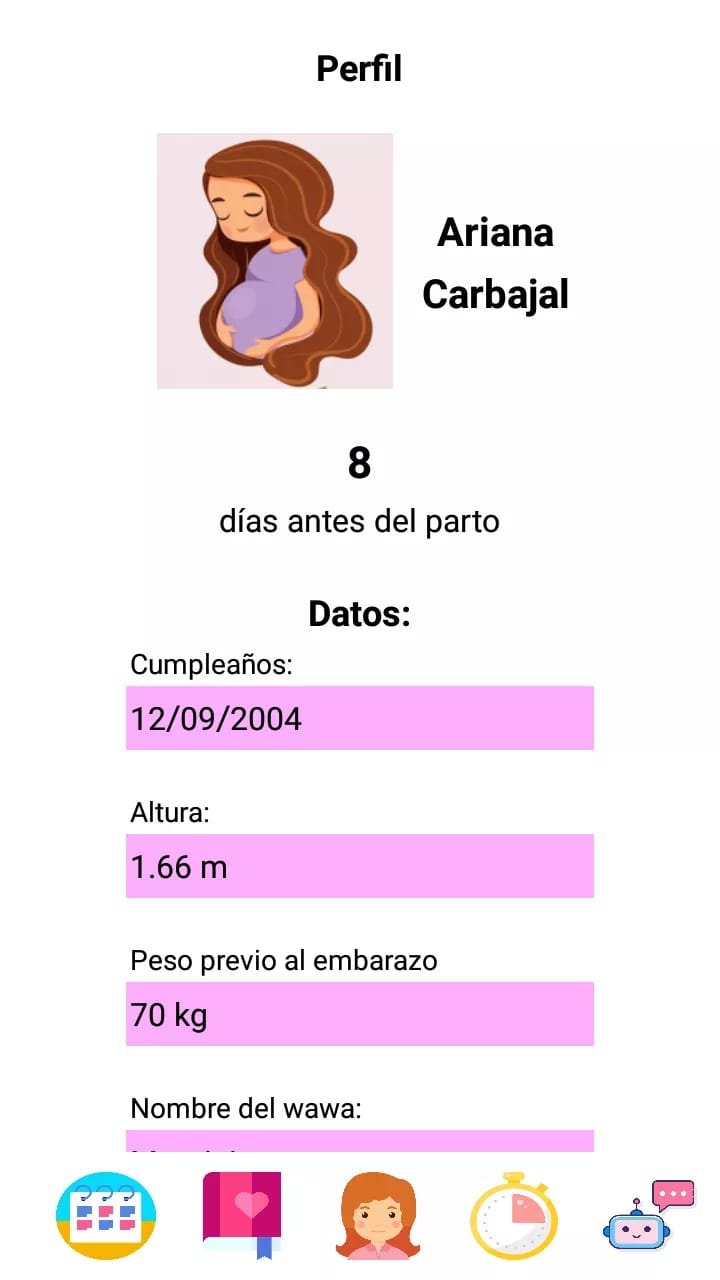 Perfil
Ariana
Carbajal
8
días antes del parto
Datos:
Cumpleaños:
12/09/2004
Altura:
1.66 m
Peso previo al embarazo
70 kg
Nombre del wawa: